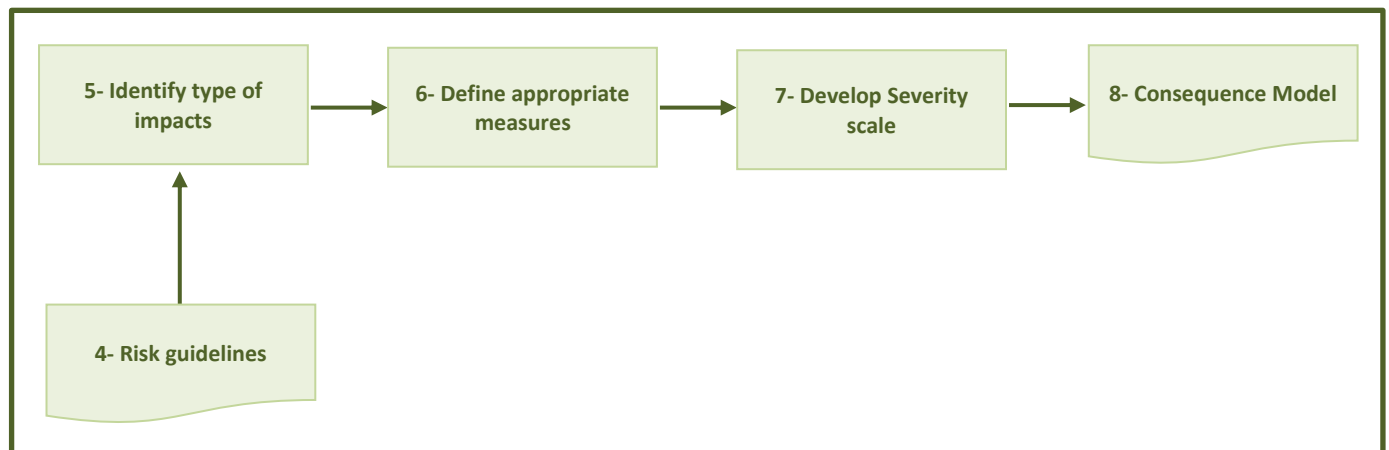 5- Identify type of
impacts
6- Define appropriate
measures
7- Develop Severity
scale
8- Consequence Model
4- Risk guidelines